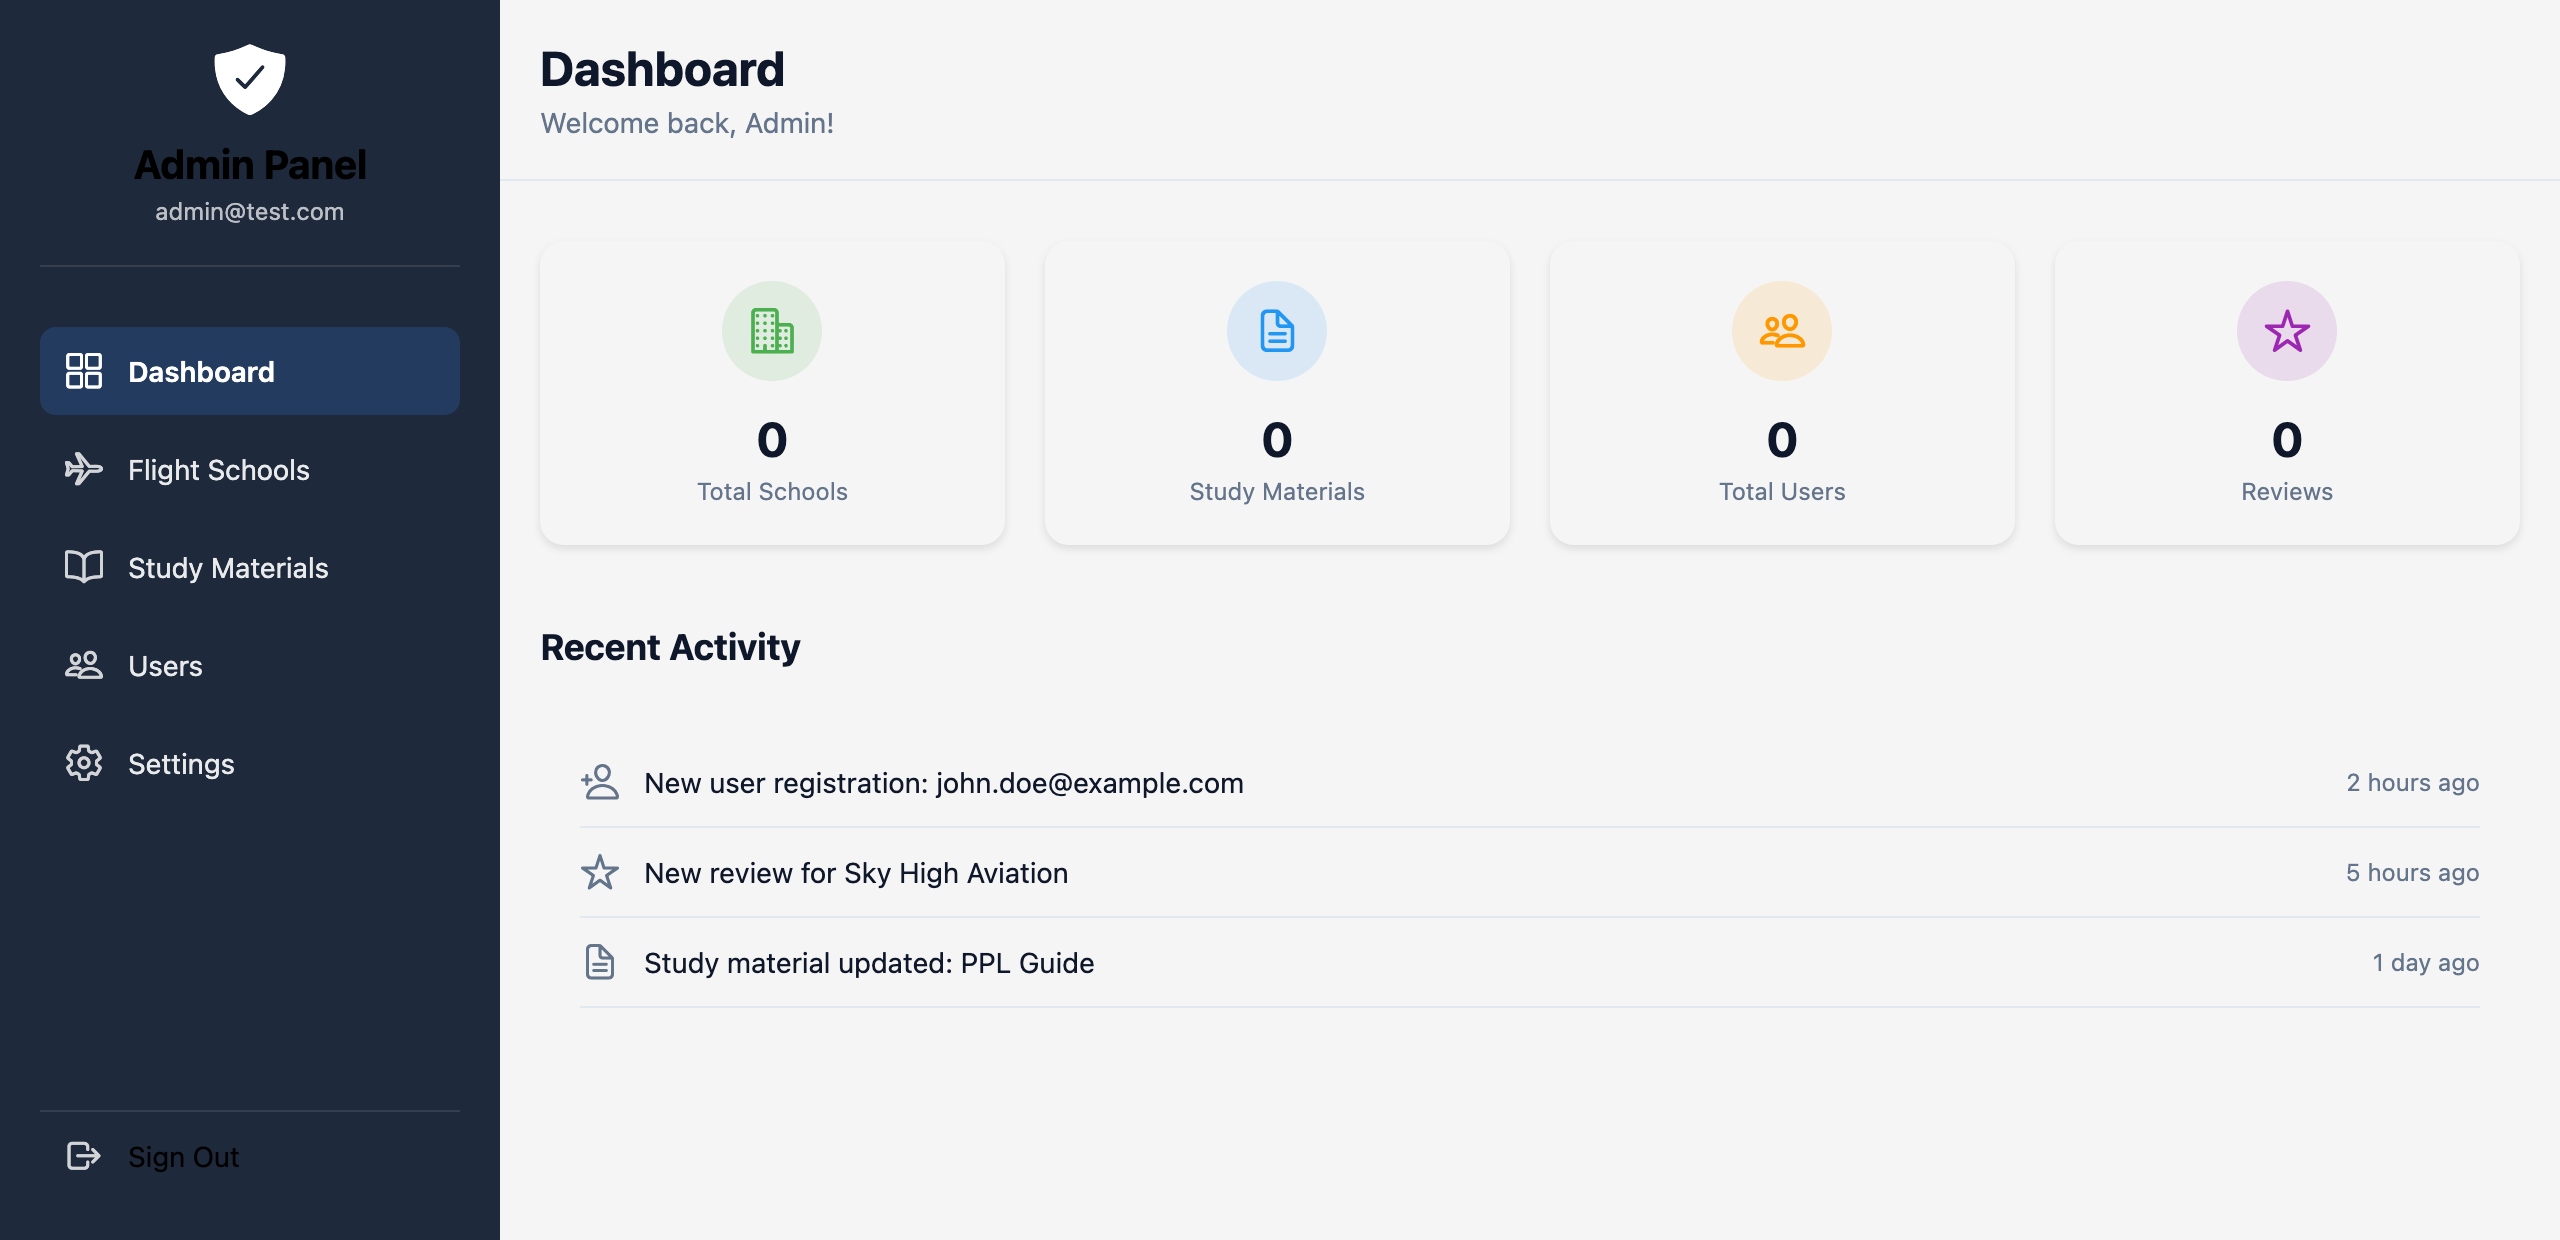 Admin Panel
admin@test.com
Dashboard
Flight Schools
Study Materials
Users
Settings
Sign Out
Dashboard
Welcome back, Admin!
0
Total Schools
0
Study Materials
0
Total Users
0
Reviews
Recent Activity
New user registration: john.doe@example.com
2 hours ago
New review for Sky High Aviation
5 hours ago
Study material updated: PPL Guide
1 day ago